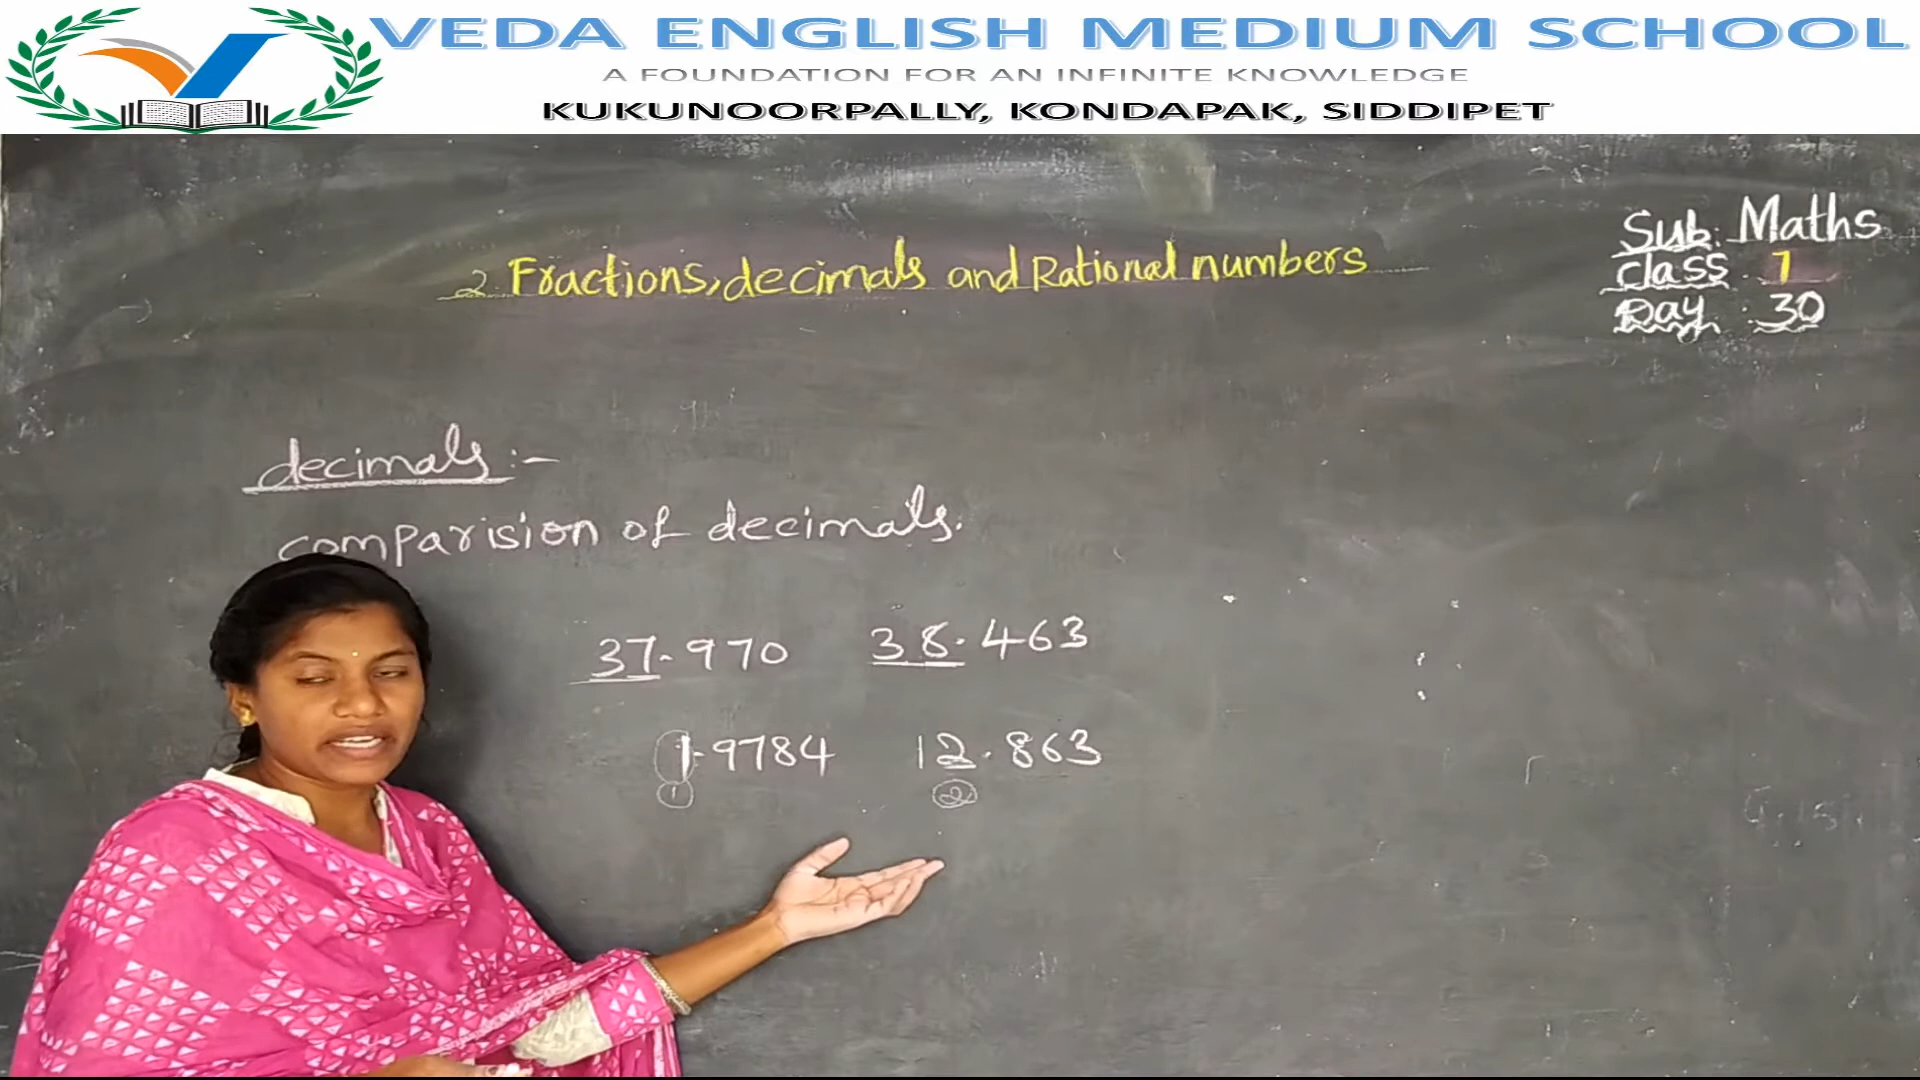 VEDA ENGLISH MEDIUM SCHOOL
A FOUNDATION FOR AN INFINITE KNOWLEDGE
KUKUNOORPALLY, KONDAPAK, SIDDIPET
Sub: Maths
class : 7
Day : 30
2. Fractions, decimals and Rational numbers
decimals:-
comparision of decimals.
37.970 38.463
1.9784 12.863
1 2